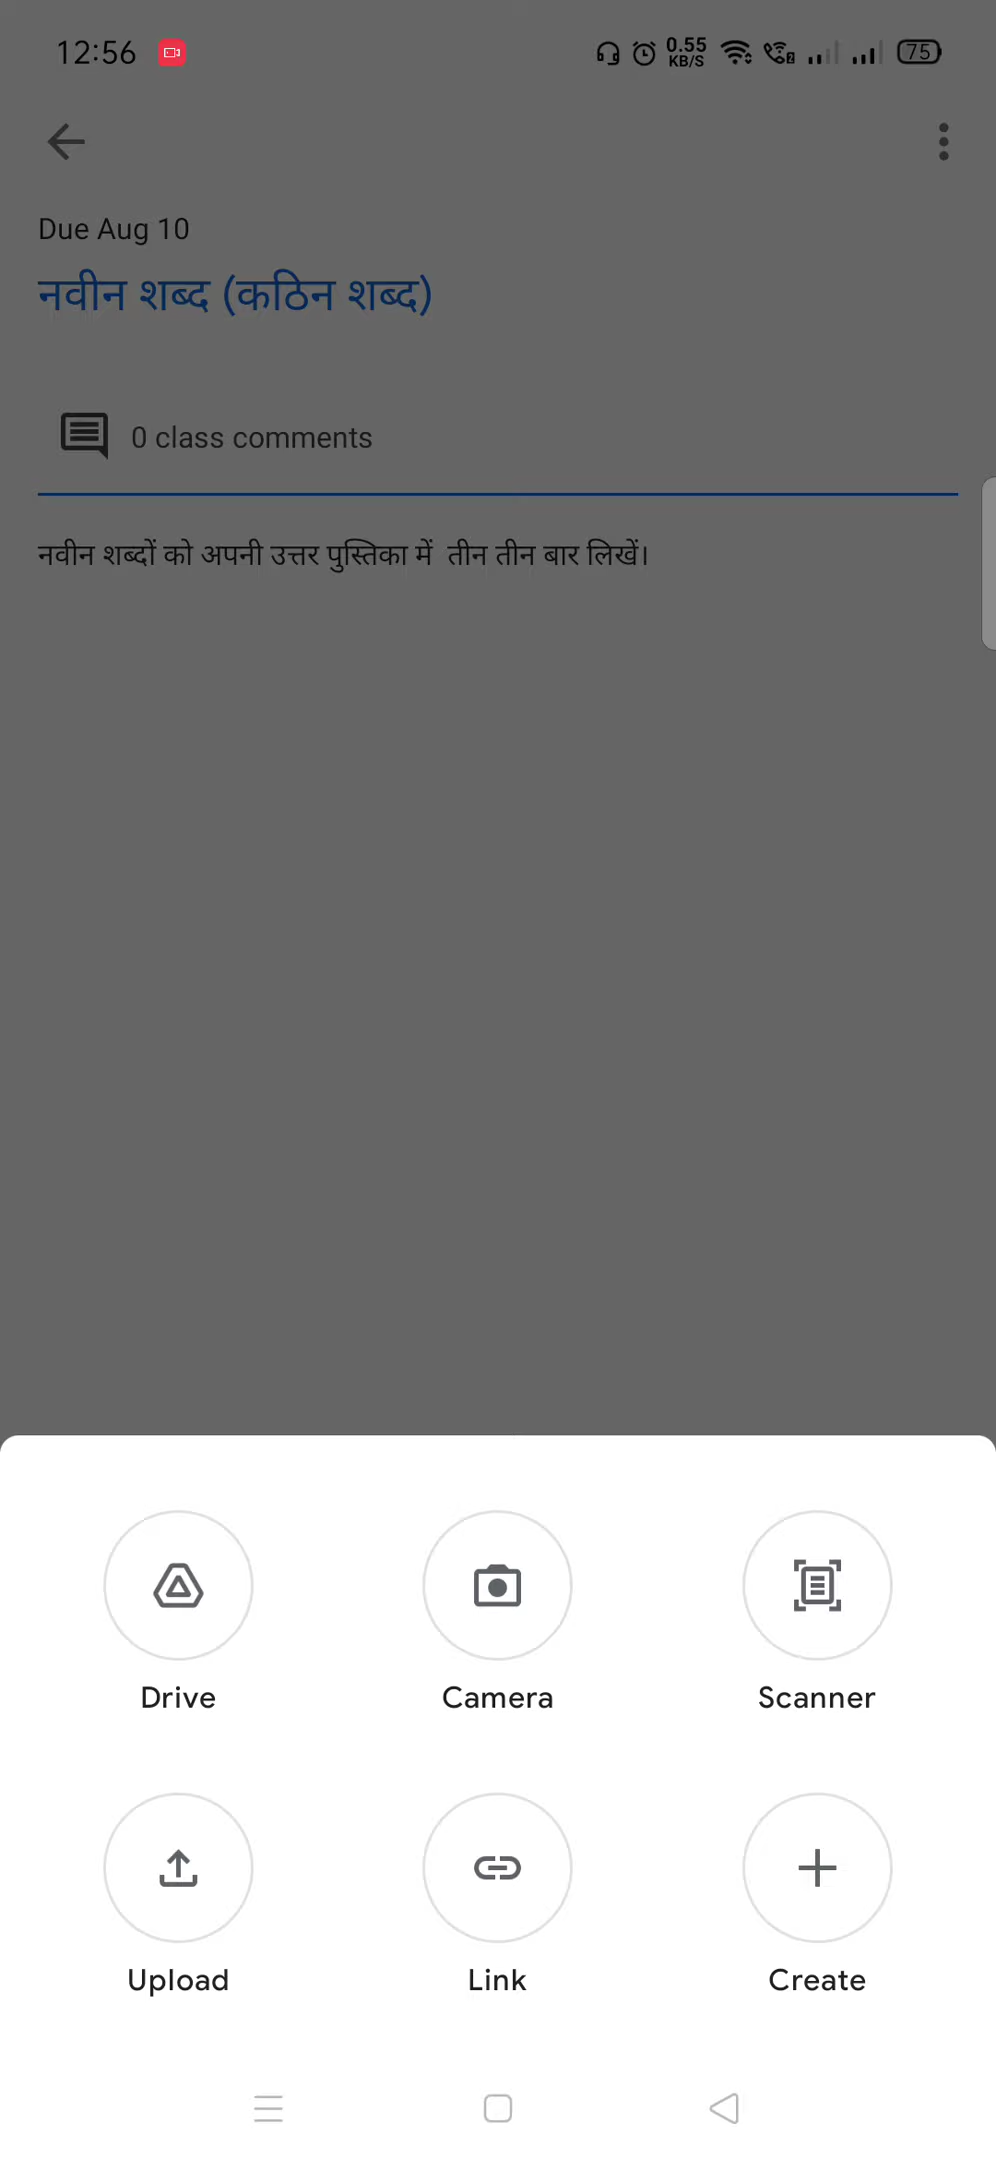 12:56
0.55
KB/S
75
Due Aug 10
नवीन शब्द (कठिन शब्द)
0 class comments
नवीन शब्दों को अपनी उत्तर पुस्तिका में तीन तीन बार लिखें।
Drive
Camera
Scanner
Upload
Link
Create